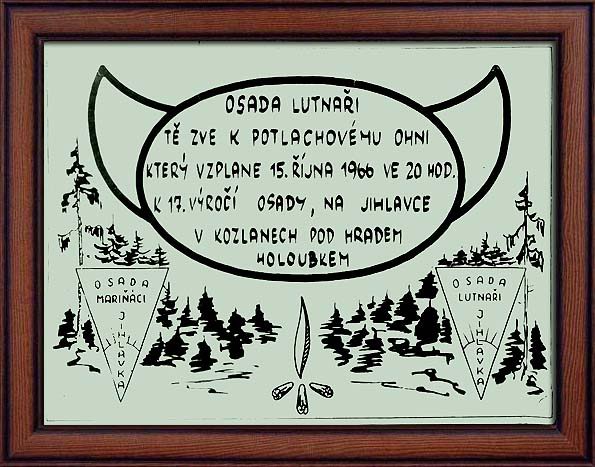 OSADA LUTNAŘI
TĚ ZVE K POTLACHOVÉMU OHNI
KTERÝ VZPLANE 15. ŘÍJNA 1966 VE 20 HOD.
K 17. VÝROČÍ OSADY, NA JIHLAVCE
V KOZLANECH POD HRADEM
HOLOUBKEM
OSADA
MARIŇÁCI
JIHLAVKA
OSADA
LUTNAŘI
JIHLAVKA